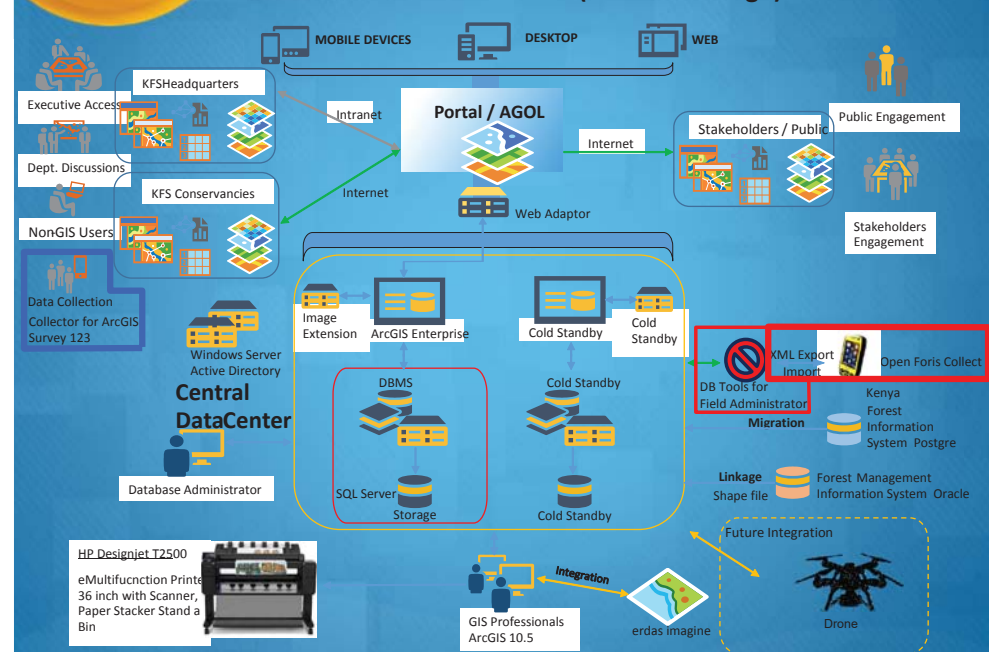 MOBILE DEVICES
DESKTOP
WEB
KFSHeadquarters
Executive Access
Intranet
Portal / AGOL
Internet
Stakeholders / Public
Public Engagement
Dept. Discussions
KFS Conservancies
Internet
Web Adaptor
NonGIS Users
Stakeholders
Engagement
Data Collection
Collector for ArcGIS
Survey 123
Image
Extension
ArcGIS Enterprise
Cold Standby
Cold
Standby
Windows Server
Active Directory
XML Export
Import
Open Foris Collect
DB Tools for
Field Administrator
Central
DataCenter
DBMS
Cold Standby
Kenya
Forest
Information
System Postgre
Migration
Database Administrator
SQL Server
Storage
Cold Standby
Linkage
Shape file
Forest Management
Information System Oracle
Future Integration
HP Designjet T2500
eMultifucnction Printe
36 inch with Scanner,
Paper Stacker Stand a
Bin
Integration
GIS Professionals
ArcGIS 10.5
erdas imagine
Drone